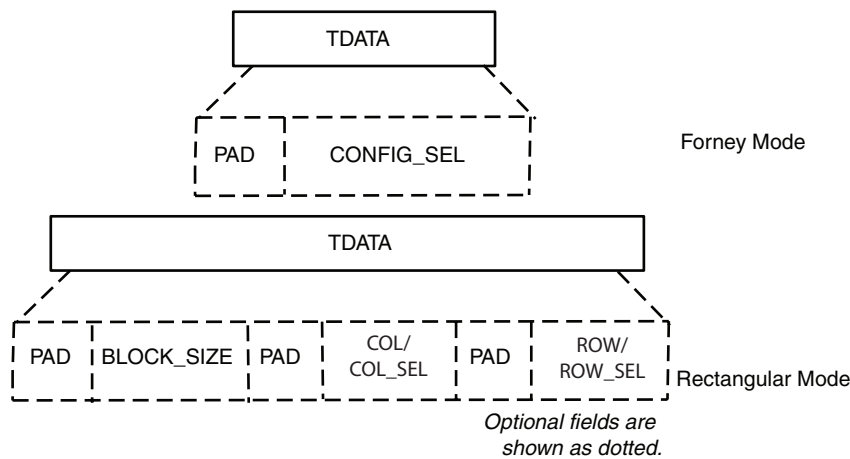 TDATA
PAD CONFIG_SEL
Forney Mode
TDATA
PAD BLOCK_SIZE PAD COL/
COL_SEL PAD ROW/
ROW_SEL
Rectangular Mode
Optional fields are
shown as dotted.